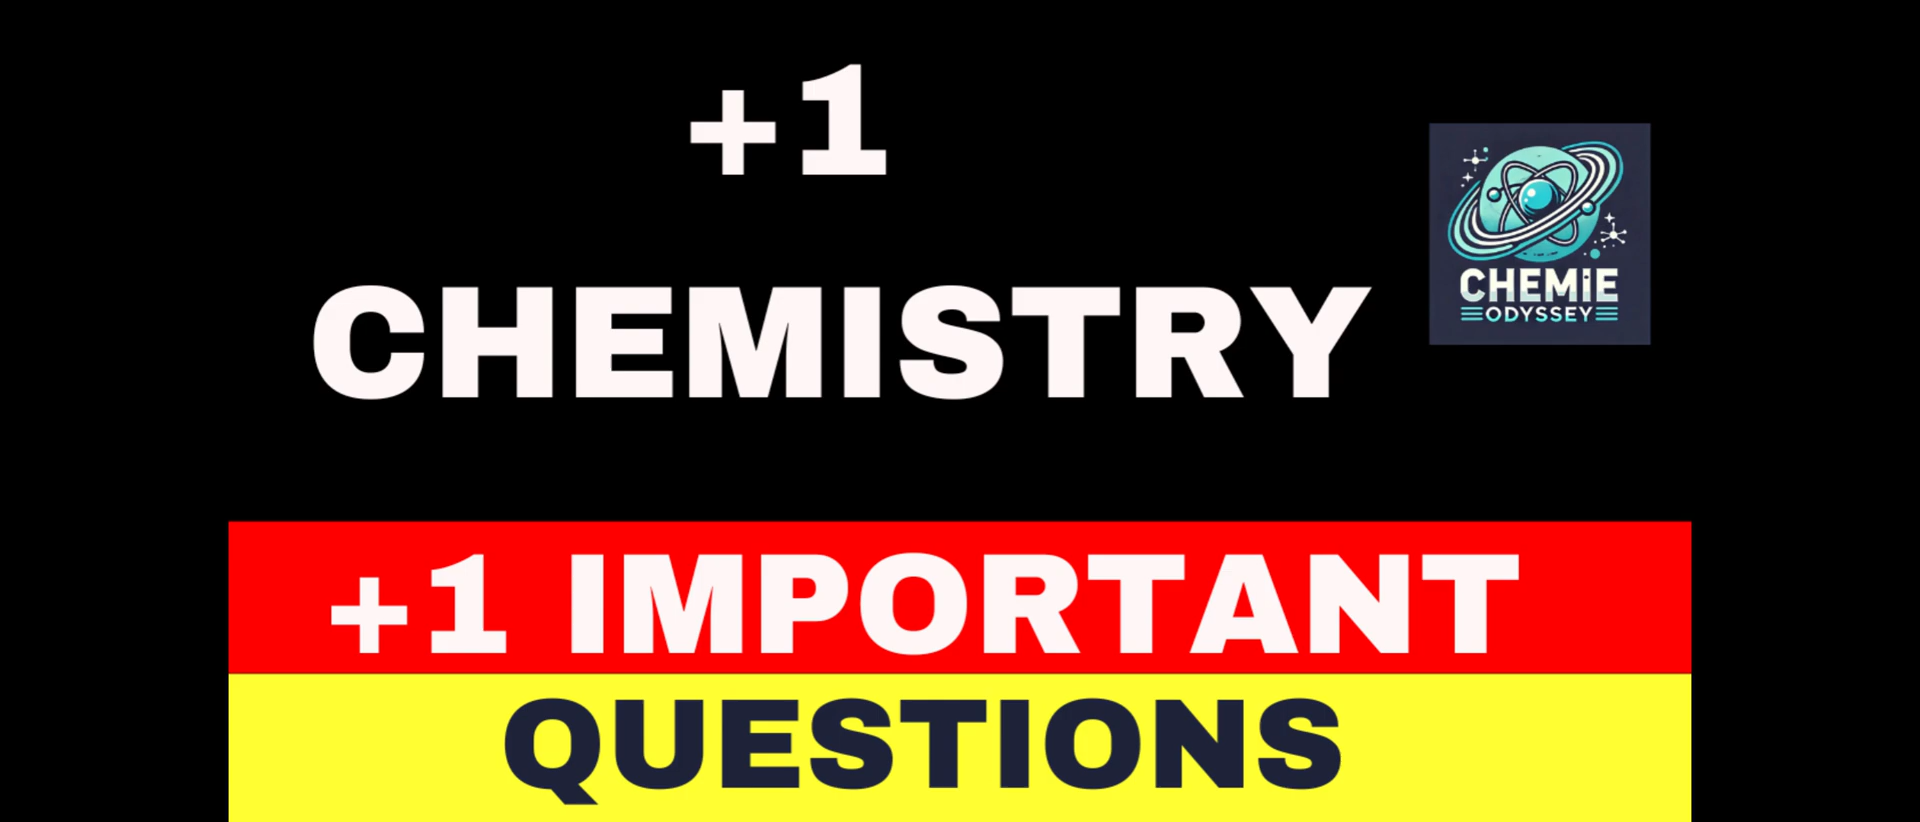 +1
CHEMISTRY
CHEMiE
ODYSSEY
+1 IMPORTANT
QUESTIONS